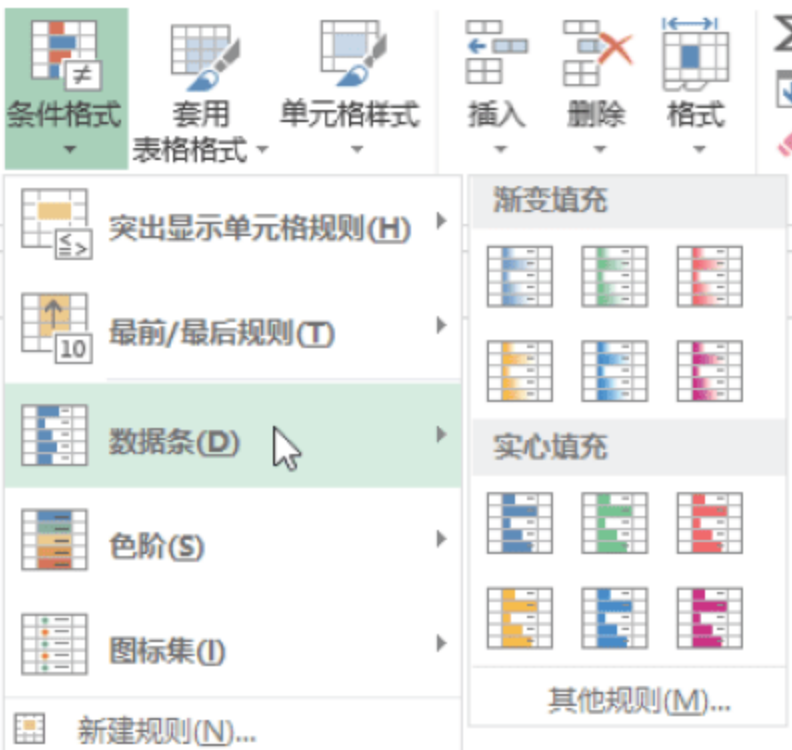 条件格式
套用
表格格式
单元格样式
插入
删除
格式
突出显示单元格规则(H)
最前/最后规则(T)
10
数据条(D)
色阶(S)
图标集(I)
新建规则(N)...
渐变填充
实心填充
其他规则(M)...